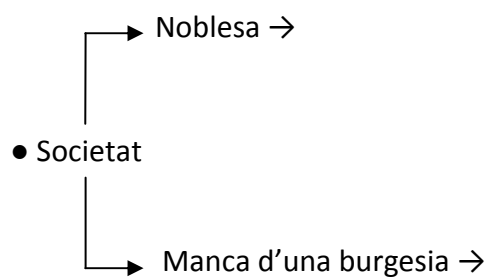 Noblesa →
● Societat
Manca d'una burgesia →